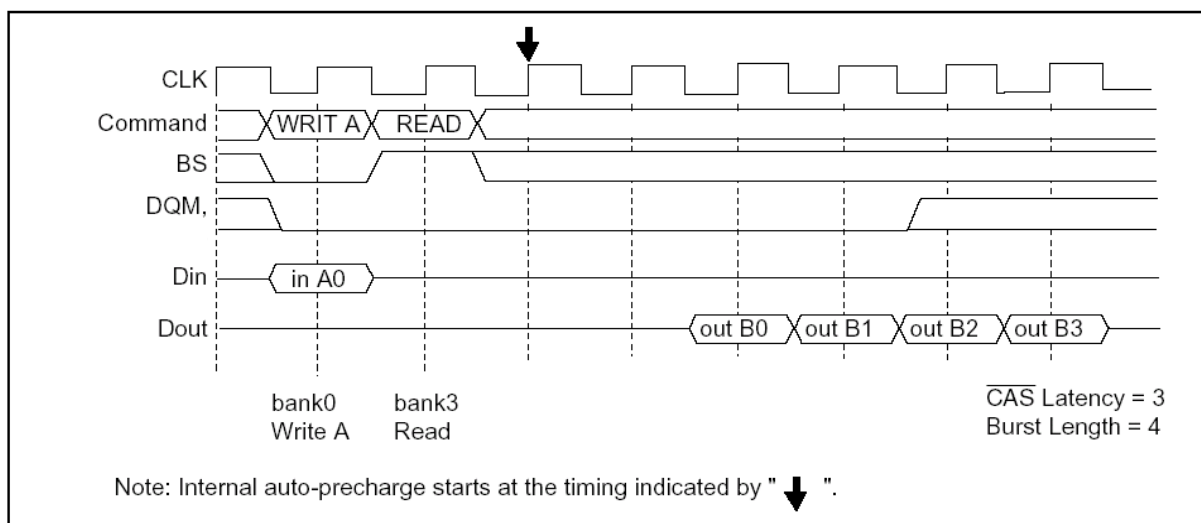 CLK
Command WRIT A READ
BS
DQM,
Din in A0
Dout out B0 out B1 out B2 out B3
bank0 bank3 CAS Latency = 3
Write A Read Burst Length = 4
Note: Internal auto-precharge starts at the timing indicated by " ".